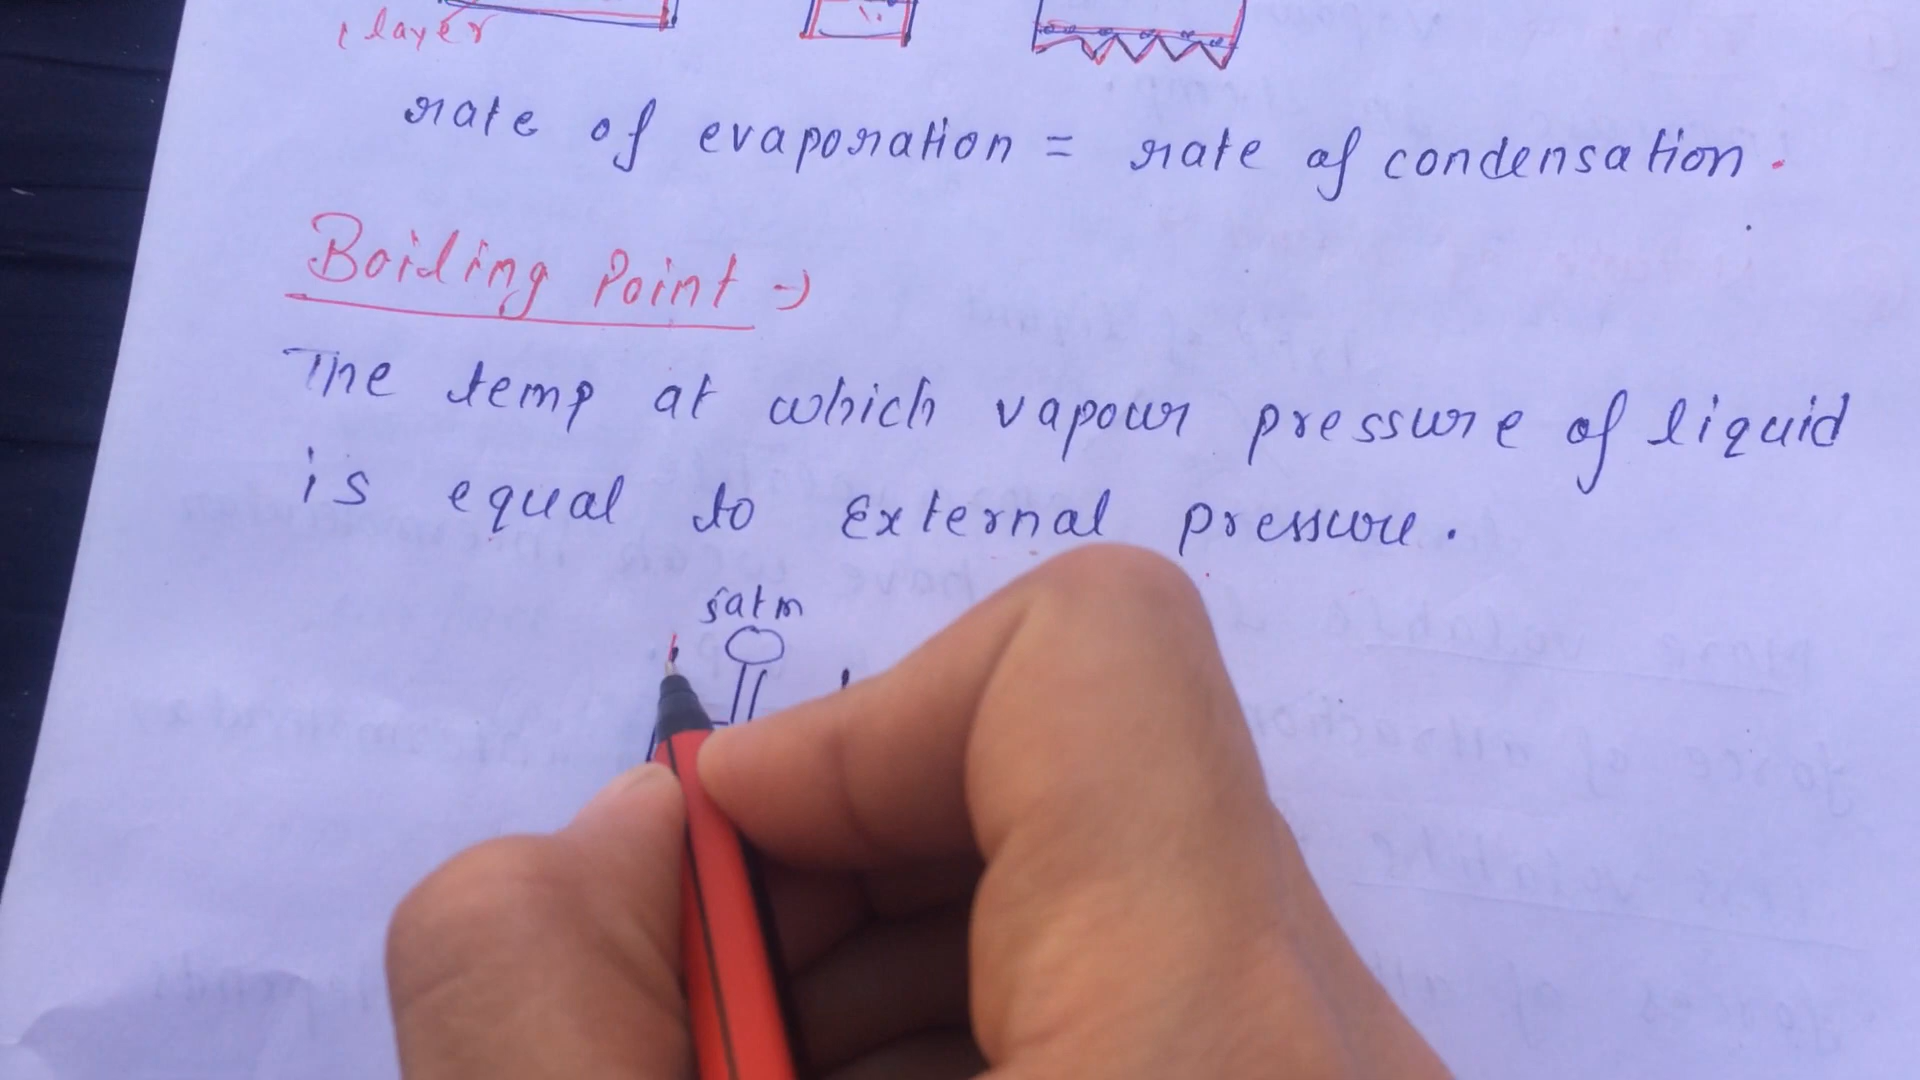 layer
rate of evaporation = rate of condensation.
Boiling Point →
The temp at which vapour pressure of liquid
is equal to External pressure.
5atm